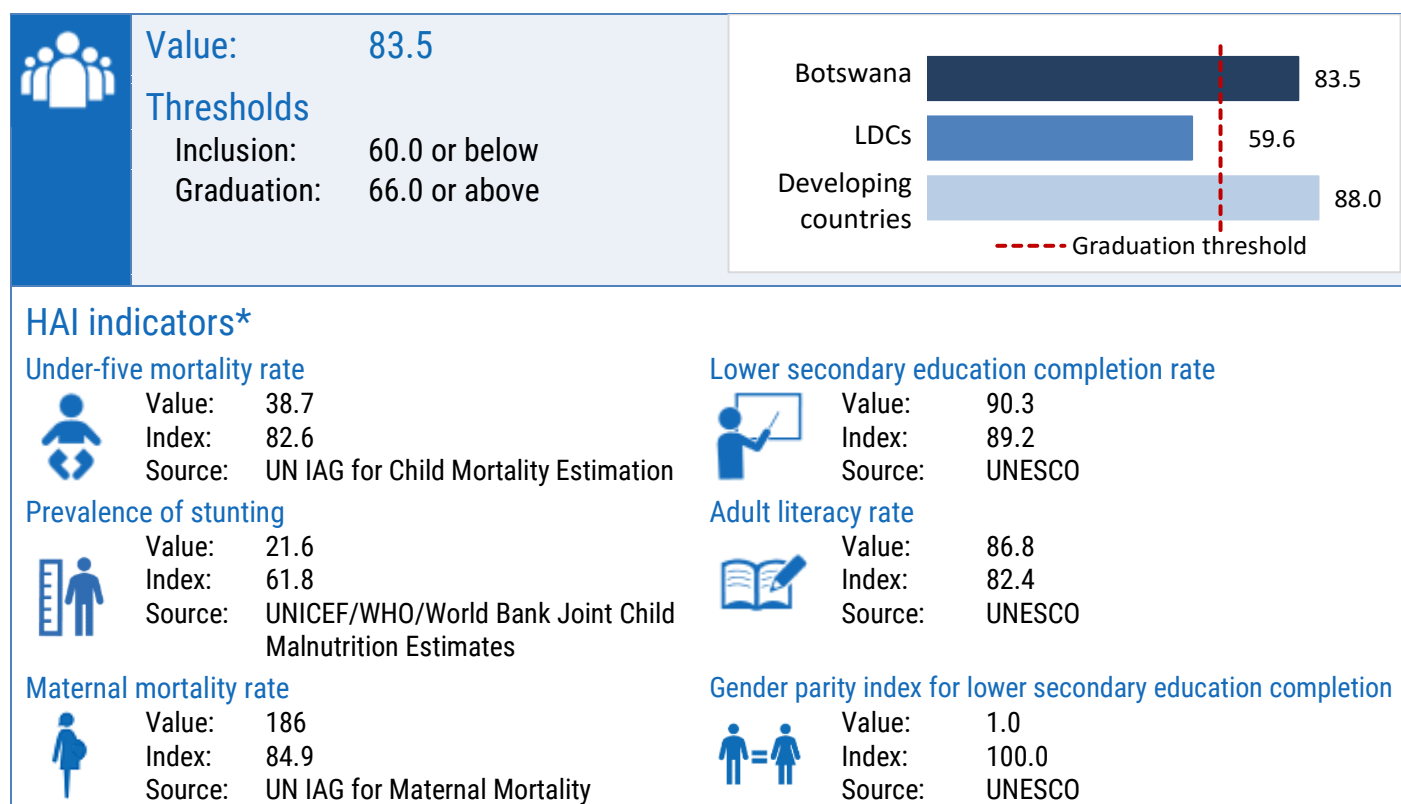 Value: 83.5
Thresholds
Inclusion: 60.0 or below
Graduation: 66.0 or above
Botswana 83.5
LDCs 59.6
Developing
countries 88.0
Graduation threshold
HAI indicators*
Under-five mortality rate
Value: 38.7
Index: 82.6
Source: UN IAG for Child Mortality Estimation
Prevalence of stunting
Value: 21.6
Index: 61.8
Source: UNICEF/WHO/World Bank Joint Child
Malnutrition Estimates
Maternal mortality rate
Value: 186
Index: 84.9
Source: UN IAG for Maternal Mortality
Lower secondary education completion rate
Value: 90.3
Index: 89.2
Source: UNESCO
Adult literacy rate
Value: 86.8
Index: 82.4
Source: UNESCO
Gender parity index for lower secondary education completion
Value: 1.0
Index: 100.0
Source: UNESCO